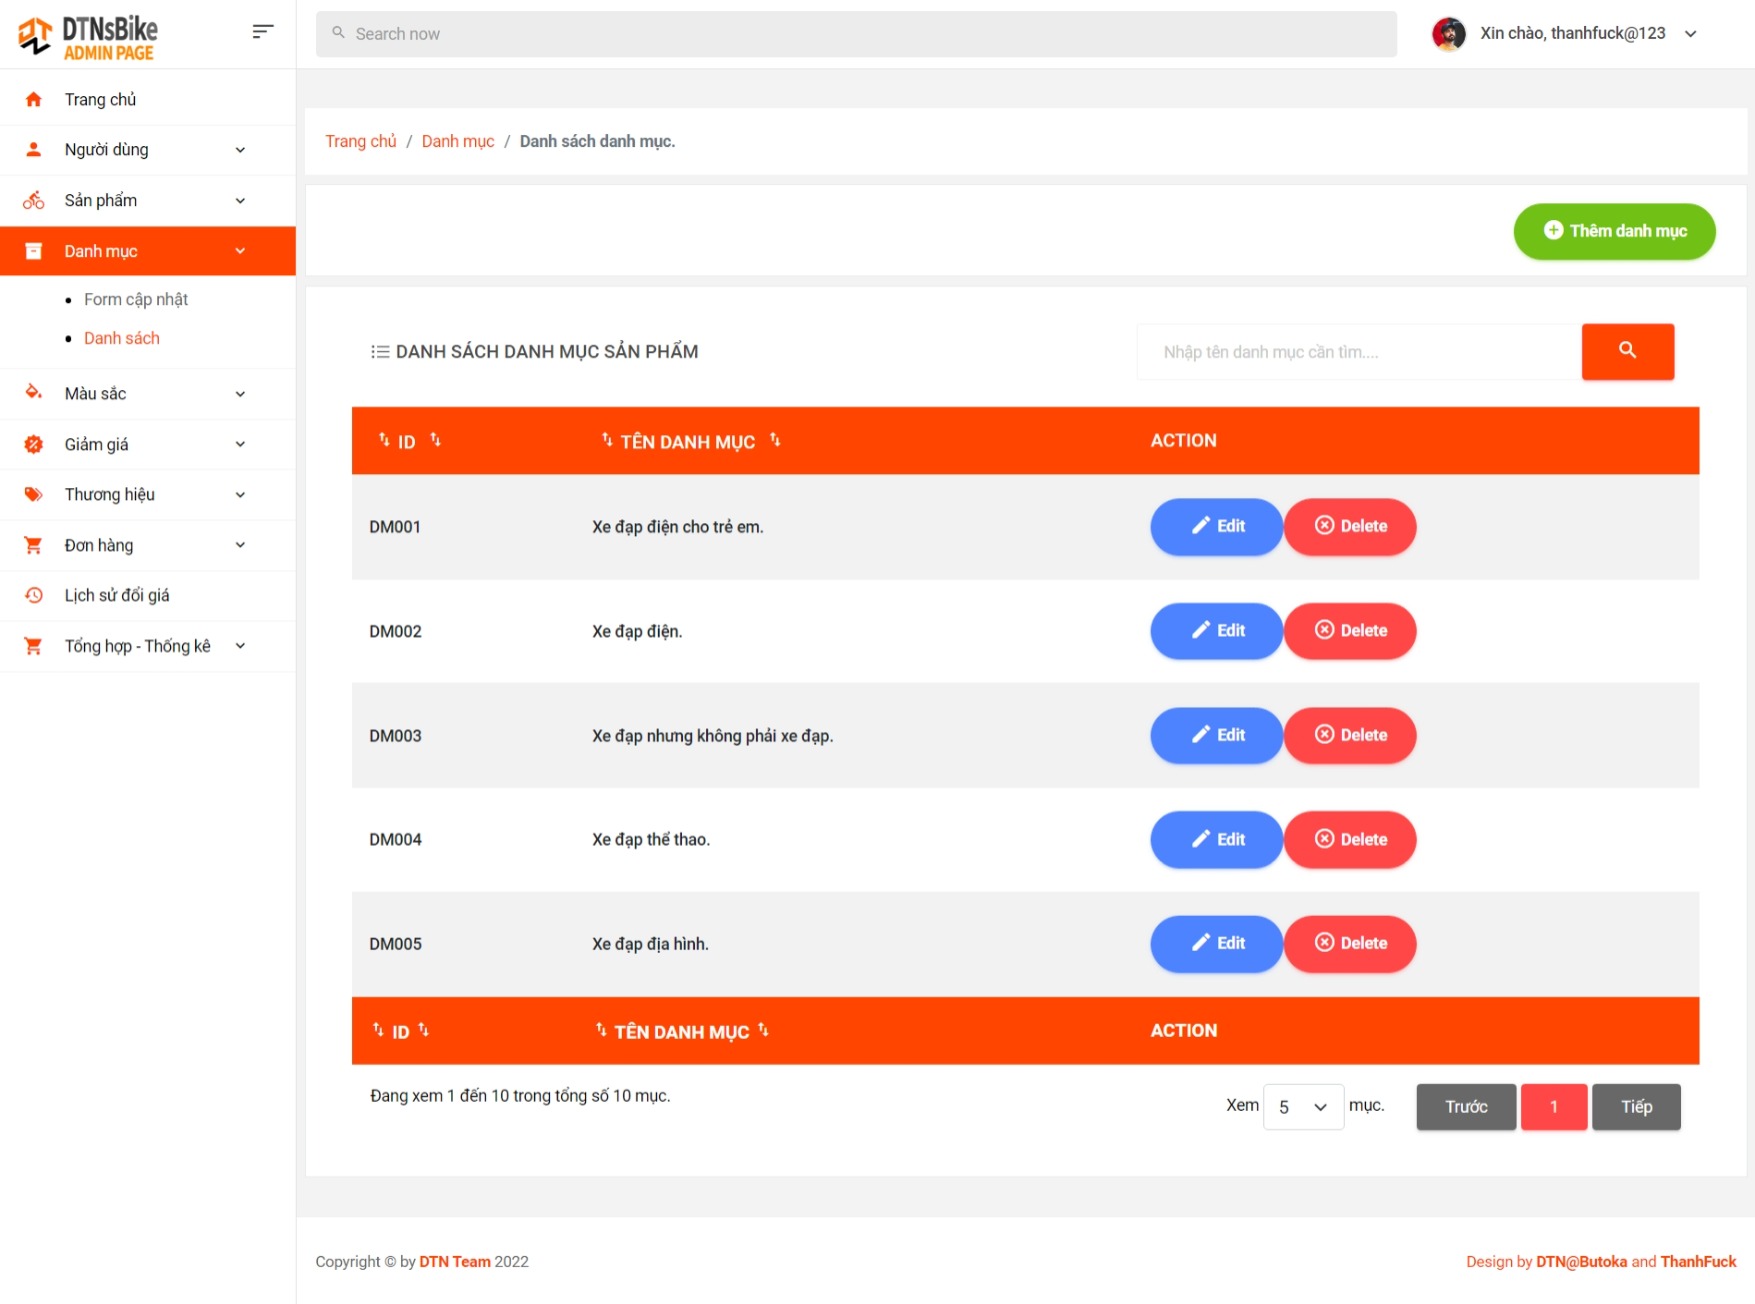 DTNsBike
ADMIN PAGE
Search now
Xin chào, thanhfuck@123
Trang chủ
Người dùng
Sản phẩm
Danh mục
Form cập nhật
Danh sách
Màu sắc
Giảm giá
Thương hiệu
Đơn hàng
Lịch sử đổi giá
Tổng hợp - Thống kê
Trang chủ / Danh mục / Danh sách danh mục.
Thêm danh mục
DANH SÁCH DANH MỤC SẢN PHẨM
Nhập tên danh mục cần tìm....
ID TÊN DANH MỤC ACTION
DM001 Xe đạp điện cho trẻ em. Edit Delete
DM002 Xe đạp điện. Edit Delete
DM003 Xe đạp nhưng không phải xe đạp. Edit Delete
DM004 Xe đạp thể thao. Edit Delete
DM005 Xe đạp địa hình. Edit Delete
ID TÊN DANH MỤC ACTION
Đang xem 1 đến 10 trong tổng số 10 mục.
Xem 5 mục. Trước 1 Tiếp
Copyright © by DTN Team 2022
Design by DTN@Butoka and ThanhFuck